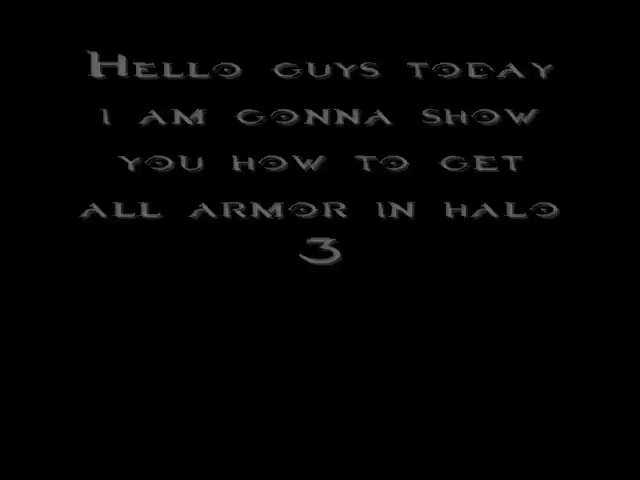 Hello guys today
i am gonna show
you how to get
all armor in halo
3